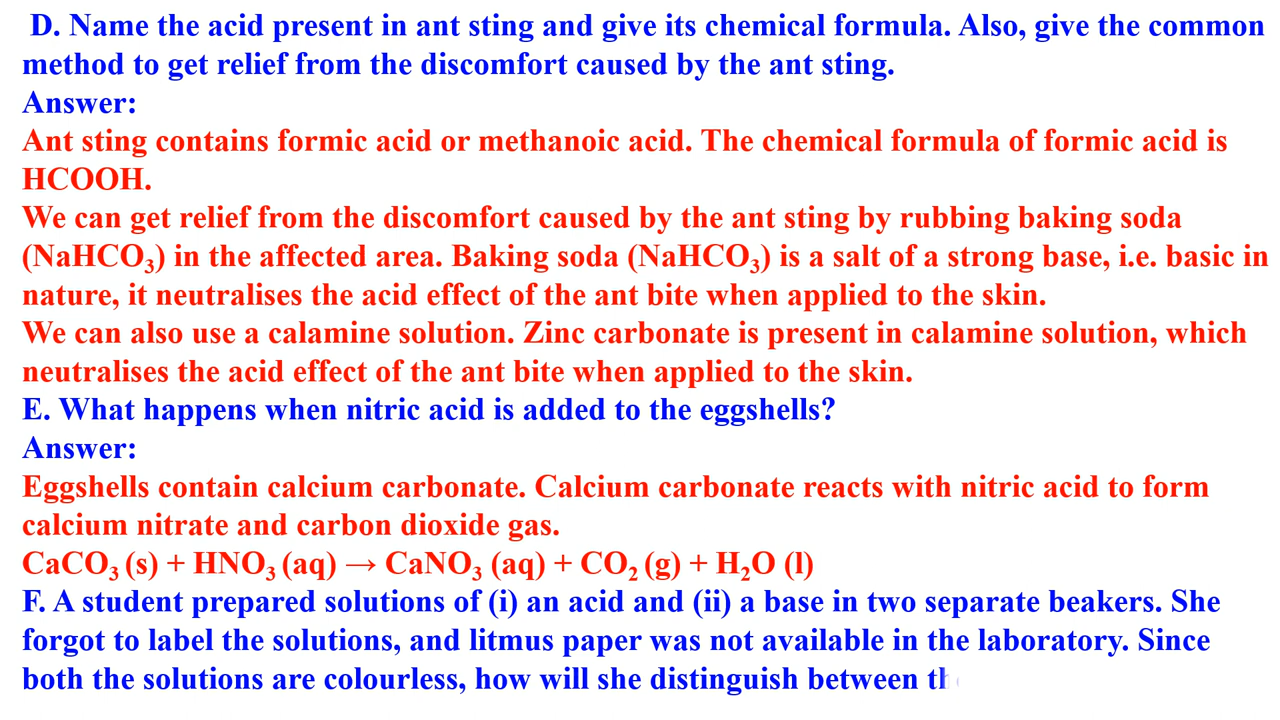 D. Name the acid present in ant sting and give its chemical formula. Also, give the common
method to get relief from the discomfort caused by the ant sting.
Answer:
Ant sting contains formic acid or methanoic acid. The chemical formula of formic acid is
HCOOH.
We can get relief from the discomfort caused by the ant sting by rubbing baking soda
(NaHCO₃) in the affected area. Baking soda (NaHCO₃) is a salt of a strong base, i.e. basic in
nature, it neutralises the acid effect of the ant bite when applied to the skin.
We can also use a calamine solution. Zinc carbonate is present in calamine solution, which
neutralises the acid effect of the ant bite when applied to the skin.
E. What happens when nitric acid is added to the eggshells?
Answer:
Eggshells contain calcium carbonate. Calcium carbonate reacts with nitric acid to form
calcium nitrate and carbon dioxide gas.
CaCO₃ (s) + HNO₃ (aq) → CaNO₃ (aq) + CO₂ (g) + H₂O (l)
F. A student prepared solutions of (i) an acid and (ii) a base in two separate beakers. She
forgot to label the solutions, and litmus paper was not available in the laboratory. Since
both the solutions are colourless, how will she distinguish between